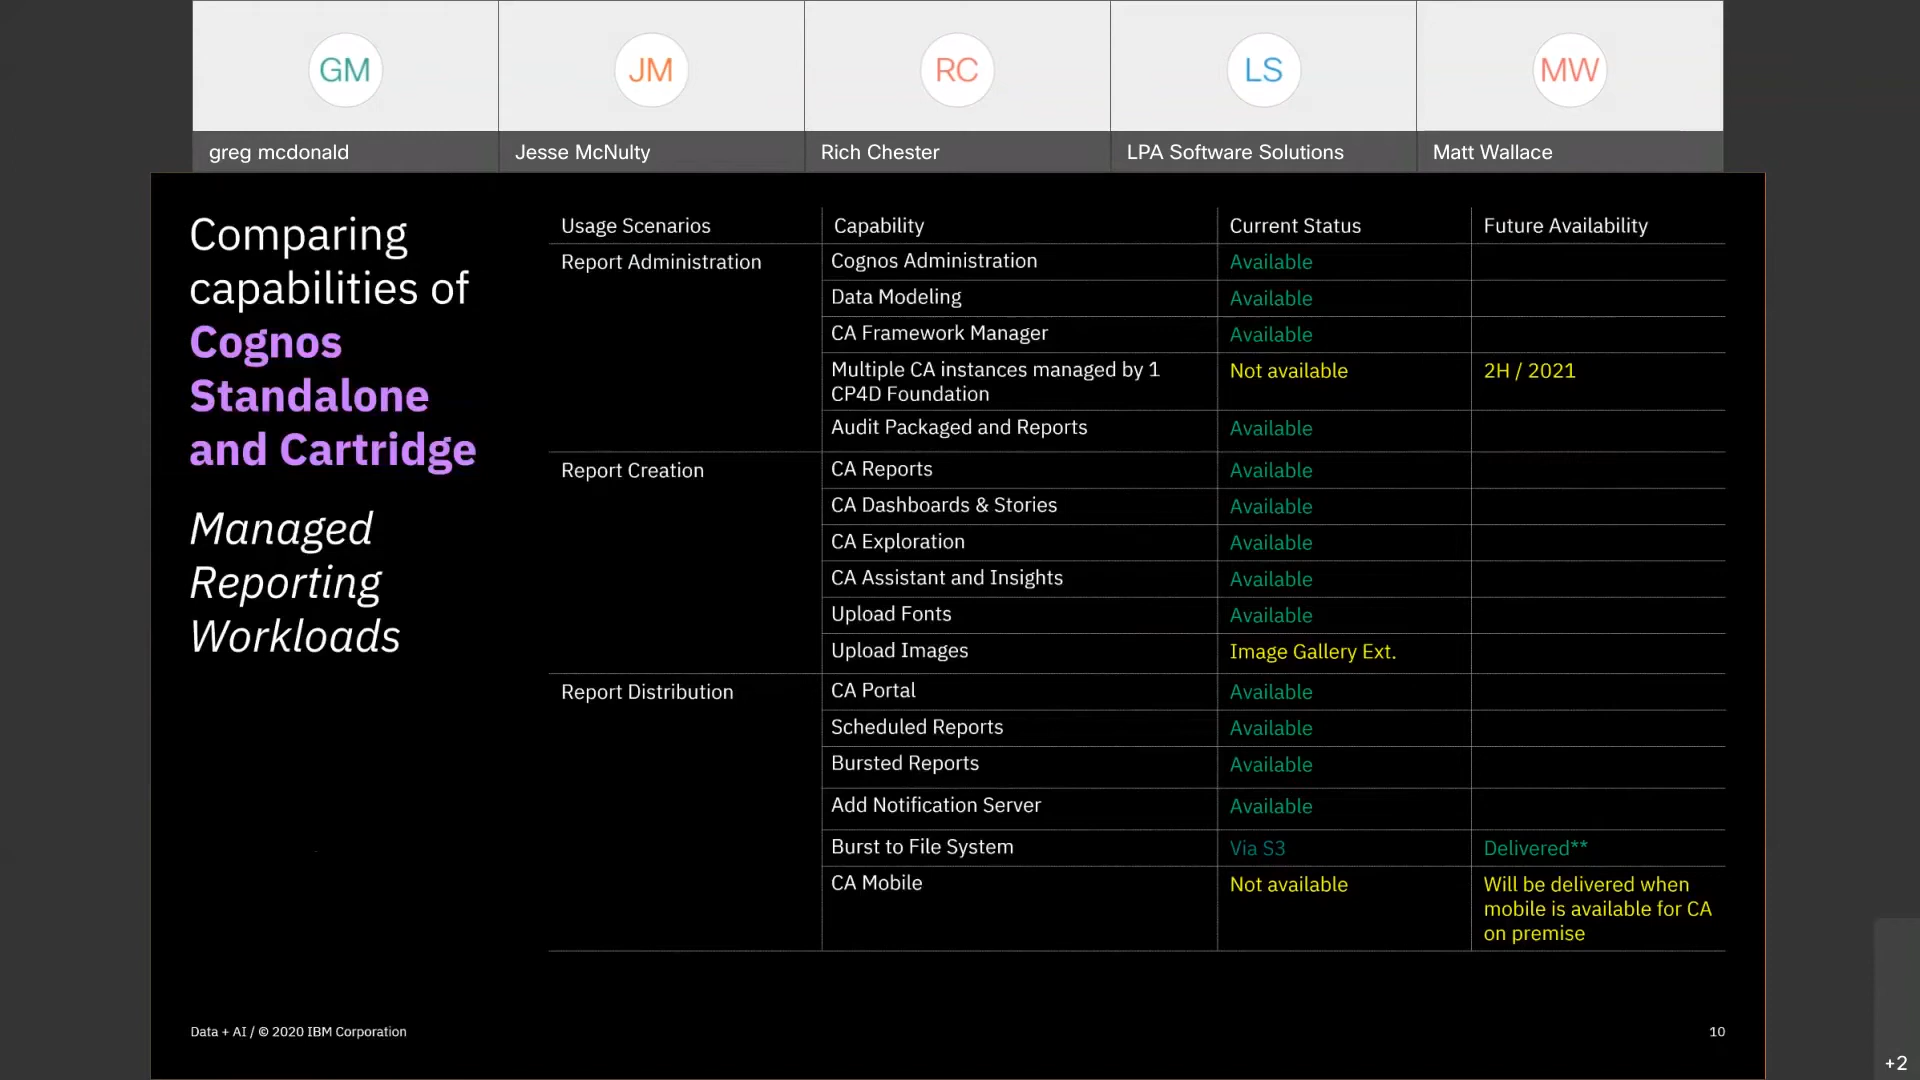 GM
JM
RC
LS
MW
greg mcdonald
Jesse McNulty
Rich Chester
LPA Software Solutions
Matt Wallace
Comparing
capabilities of
Cognos
Standalone
and Cartridge
Managed
Reporting
Workloads
Usage Scenarios
Capability
Current Status
Future Availability
Report Administration
Cognos Administration
Available
Data Modeling
Available
CA Framework Manager
Available
Multiple CA instances managed by 1
CP4D Foundation
Not available
2H / 2021
Audit Packaged and Reports
Available
Report Creation
CA Reports
Available
CA Dashboards & Stories
Available
CA Exploration
Available
CA Assistant and Insights
Available
Upload Fonts
Available
Upload Images
Image Gallery Ext.
Report Distribution
CA Portal
Available
Scheduled Reports
Available
Bursted Reports
Available
Add Notification Server
Available
Burst to File System
Via S3
Delivered**
CA Mobile
Not available
Will be delivered when
mobile is available for CA
on premise
Data + AI / © 2020 IBM Corporation
10
+2